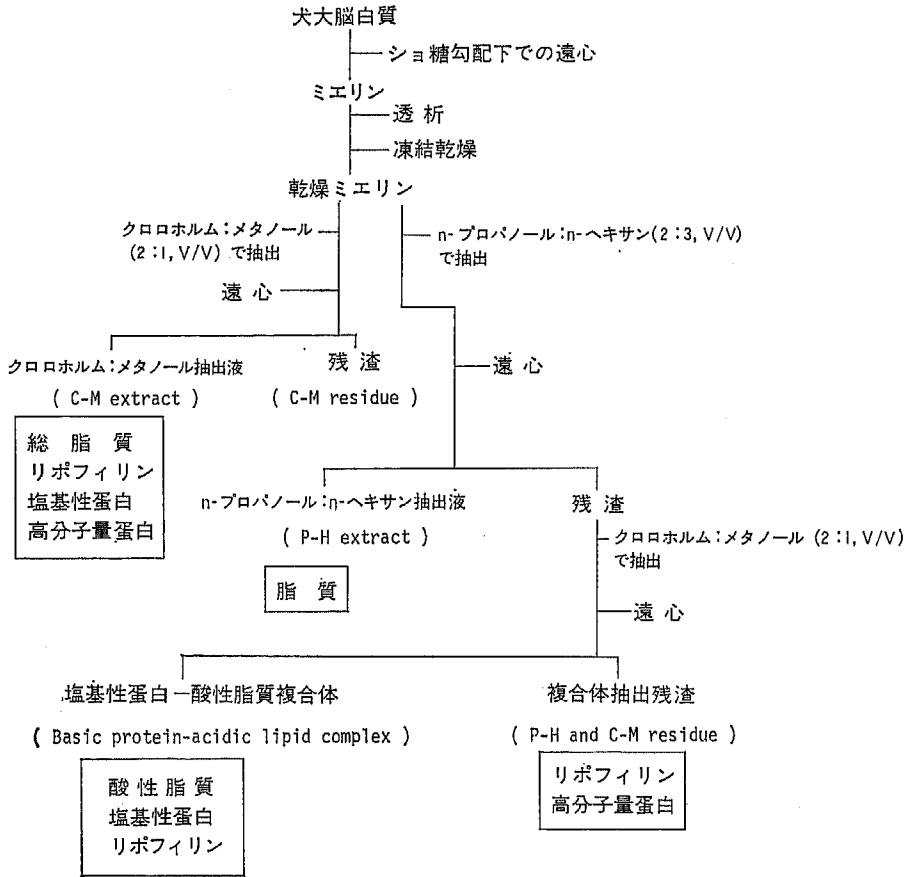 犬大脳白質
ショ糖勾配下での遠心
ミエリン
透析
凍結乾燥
乾燥ミエリン
クロロホルム:メタノール
(2:1, V/V) で抽出
n-プロパノール:n-ヘキサン(2:3, V/V)
で抽出
遠心
クロロホルム:メタノール抽出液
( C-M extract )
残渣
( C-M residue )
遠心
総脂質
リポフィリン
塩基性蛋白
高分子量蛋白
n-プロパノール:n-ヘキサン抽出液
( P-H extract )
残渣
クロロホルム:メタノール (2:1, V/V)
で抽出
脂質
遠心
塩基性蛋白-酸性脂質複合体
( Basic protein-acidic lipid complex )
複合体抽出残渣
( P-H and C-M residue )
酸性脂質
塩基性蛋白
リポフィリン
リポフィリン
高分子量蛋白